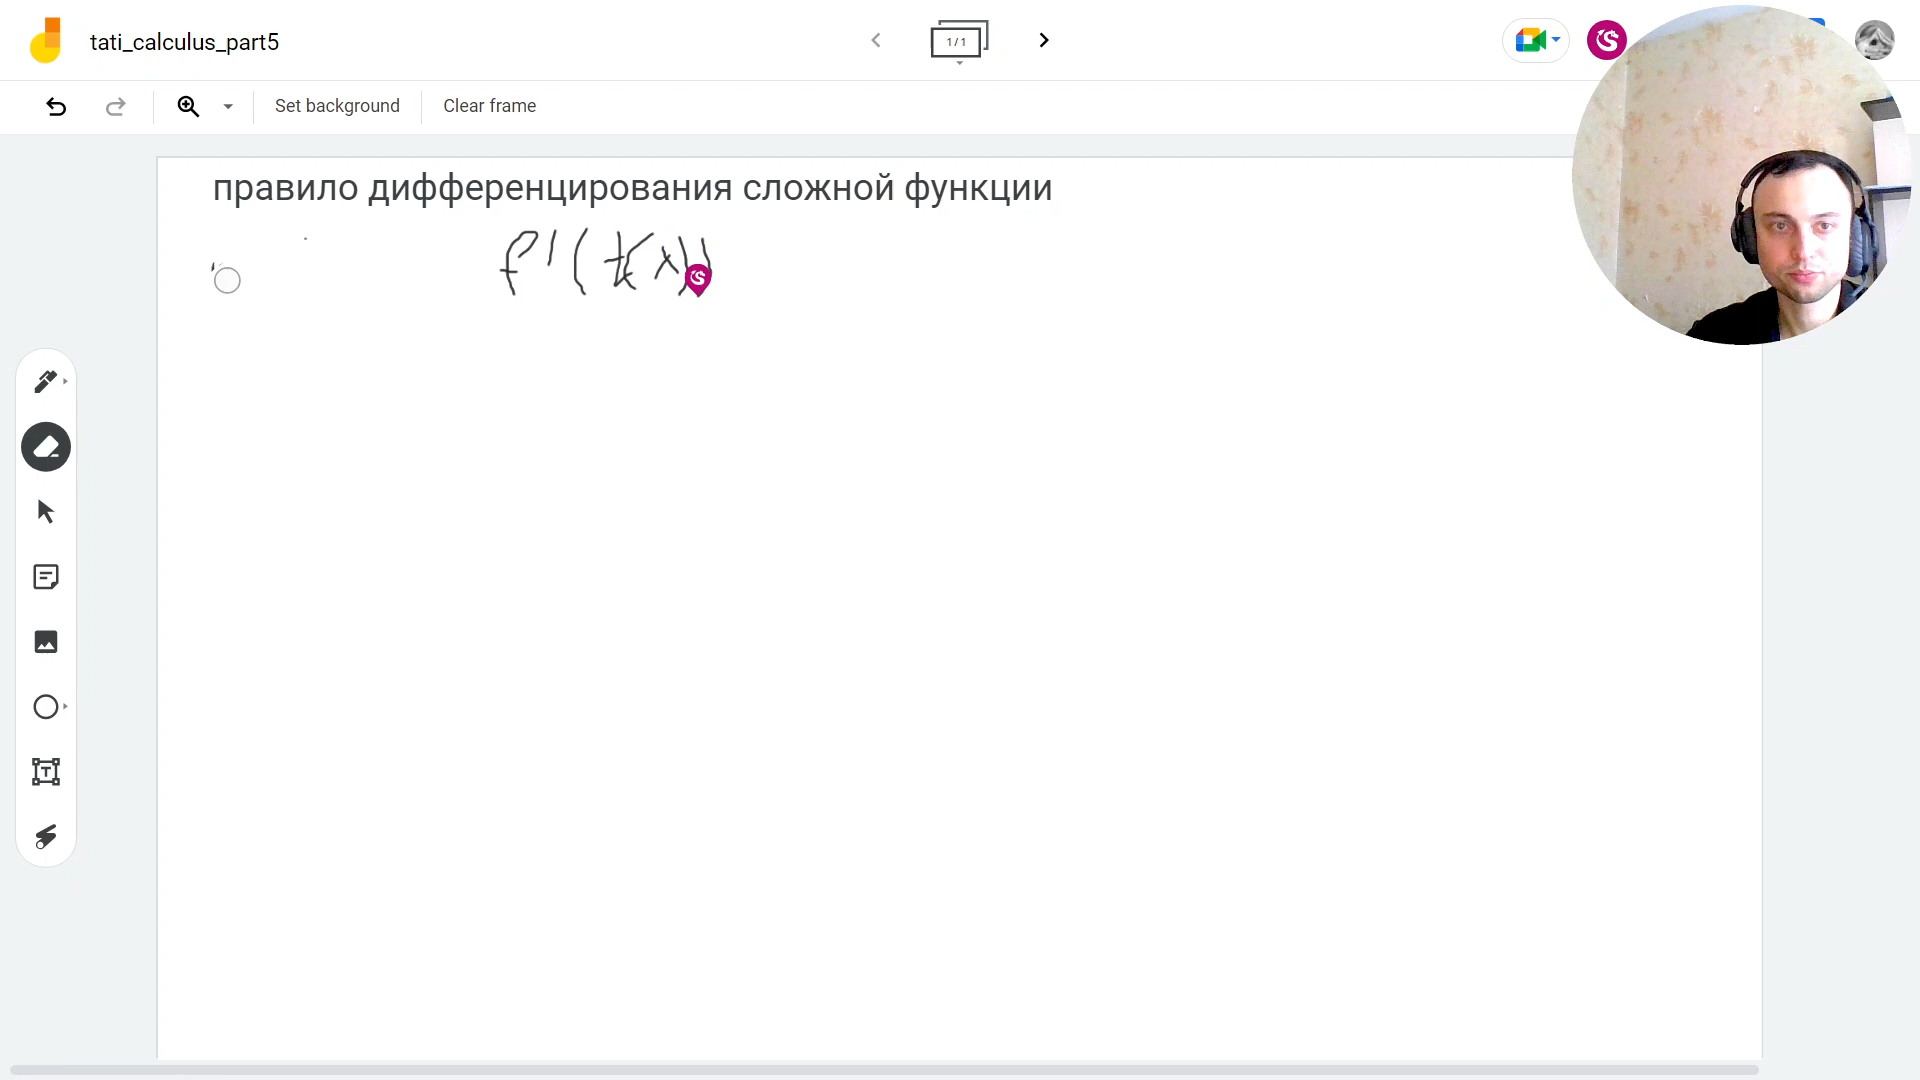 tati_calculus_part5
1 / 1
Set background
Clear frame
правило дифференцирования сложной функции
f'(t(x))